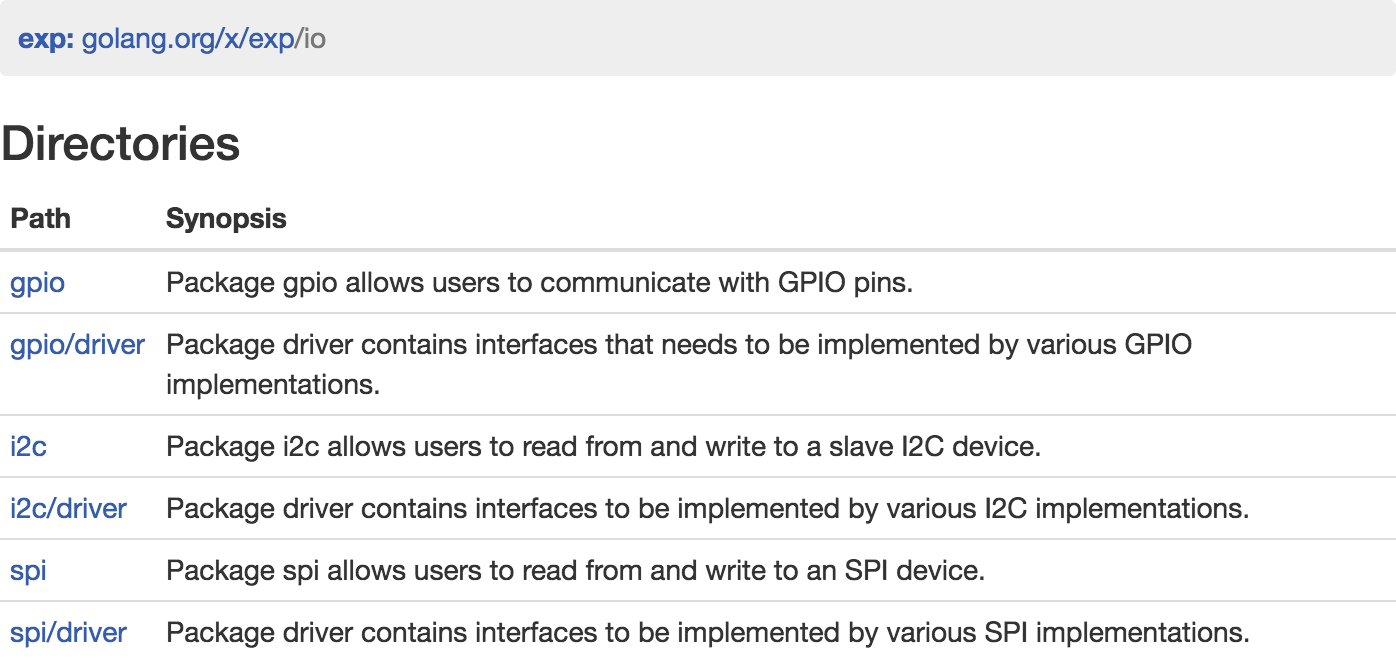 exp: golang.org/x/exp/io
Directories
Path Synopsis
gpio Package gpio allows users to communicate with GPIO pins.
gpio/driver Package driver contains interfaces that needs to be implemented by various GPIO
implementations.
i2c Package i2c allows users to read from and write to a slave I2C device.
i2c/driver Package driver contains interfaces to be implemented by various I2C implementations.
spi Package spi allows users to read from and write to an SPI device.
spi/driver Package driver contains interfaces to be implemented by various SPI implementations.